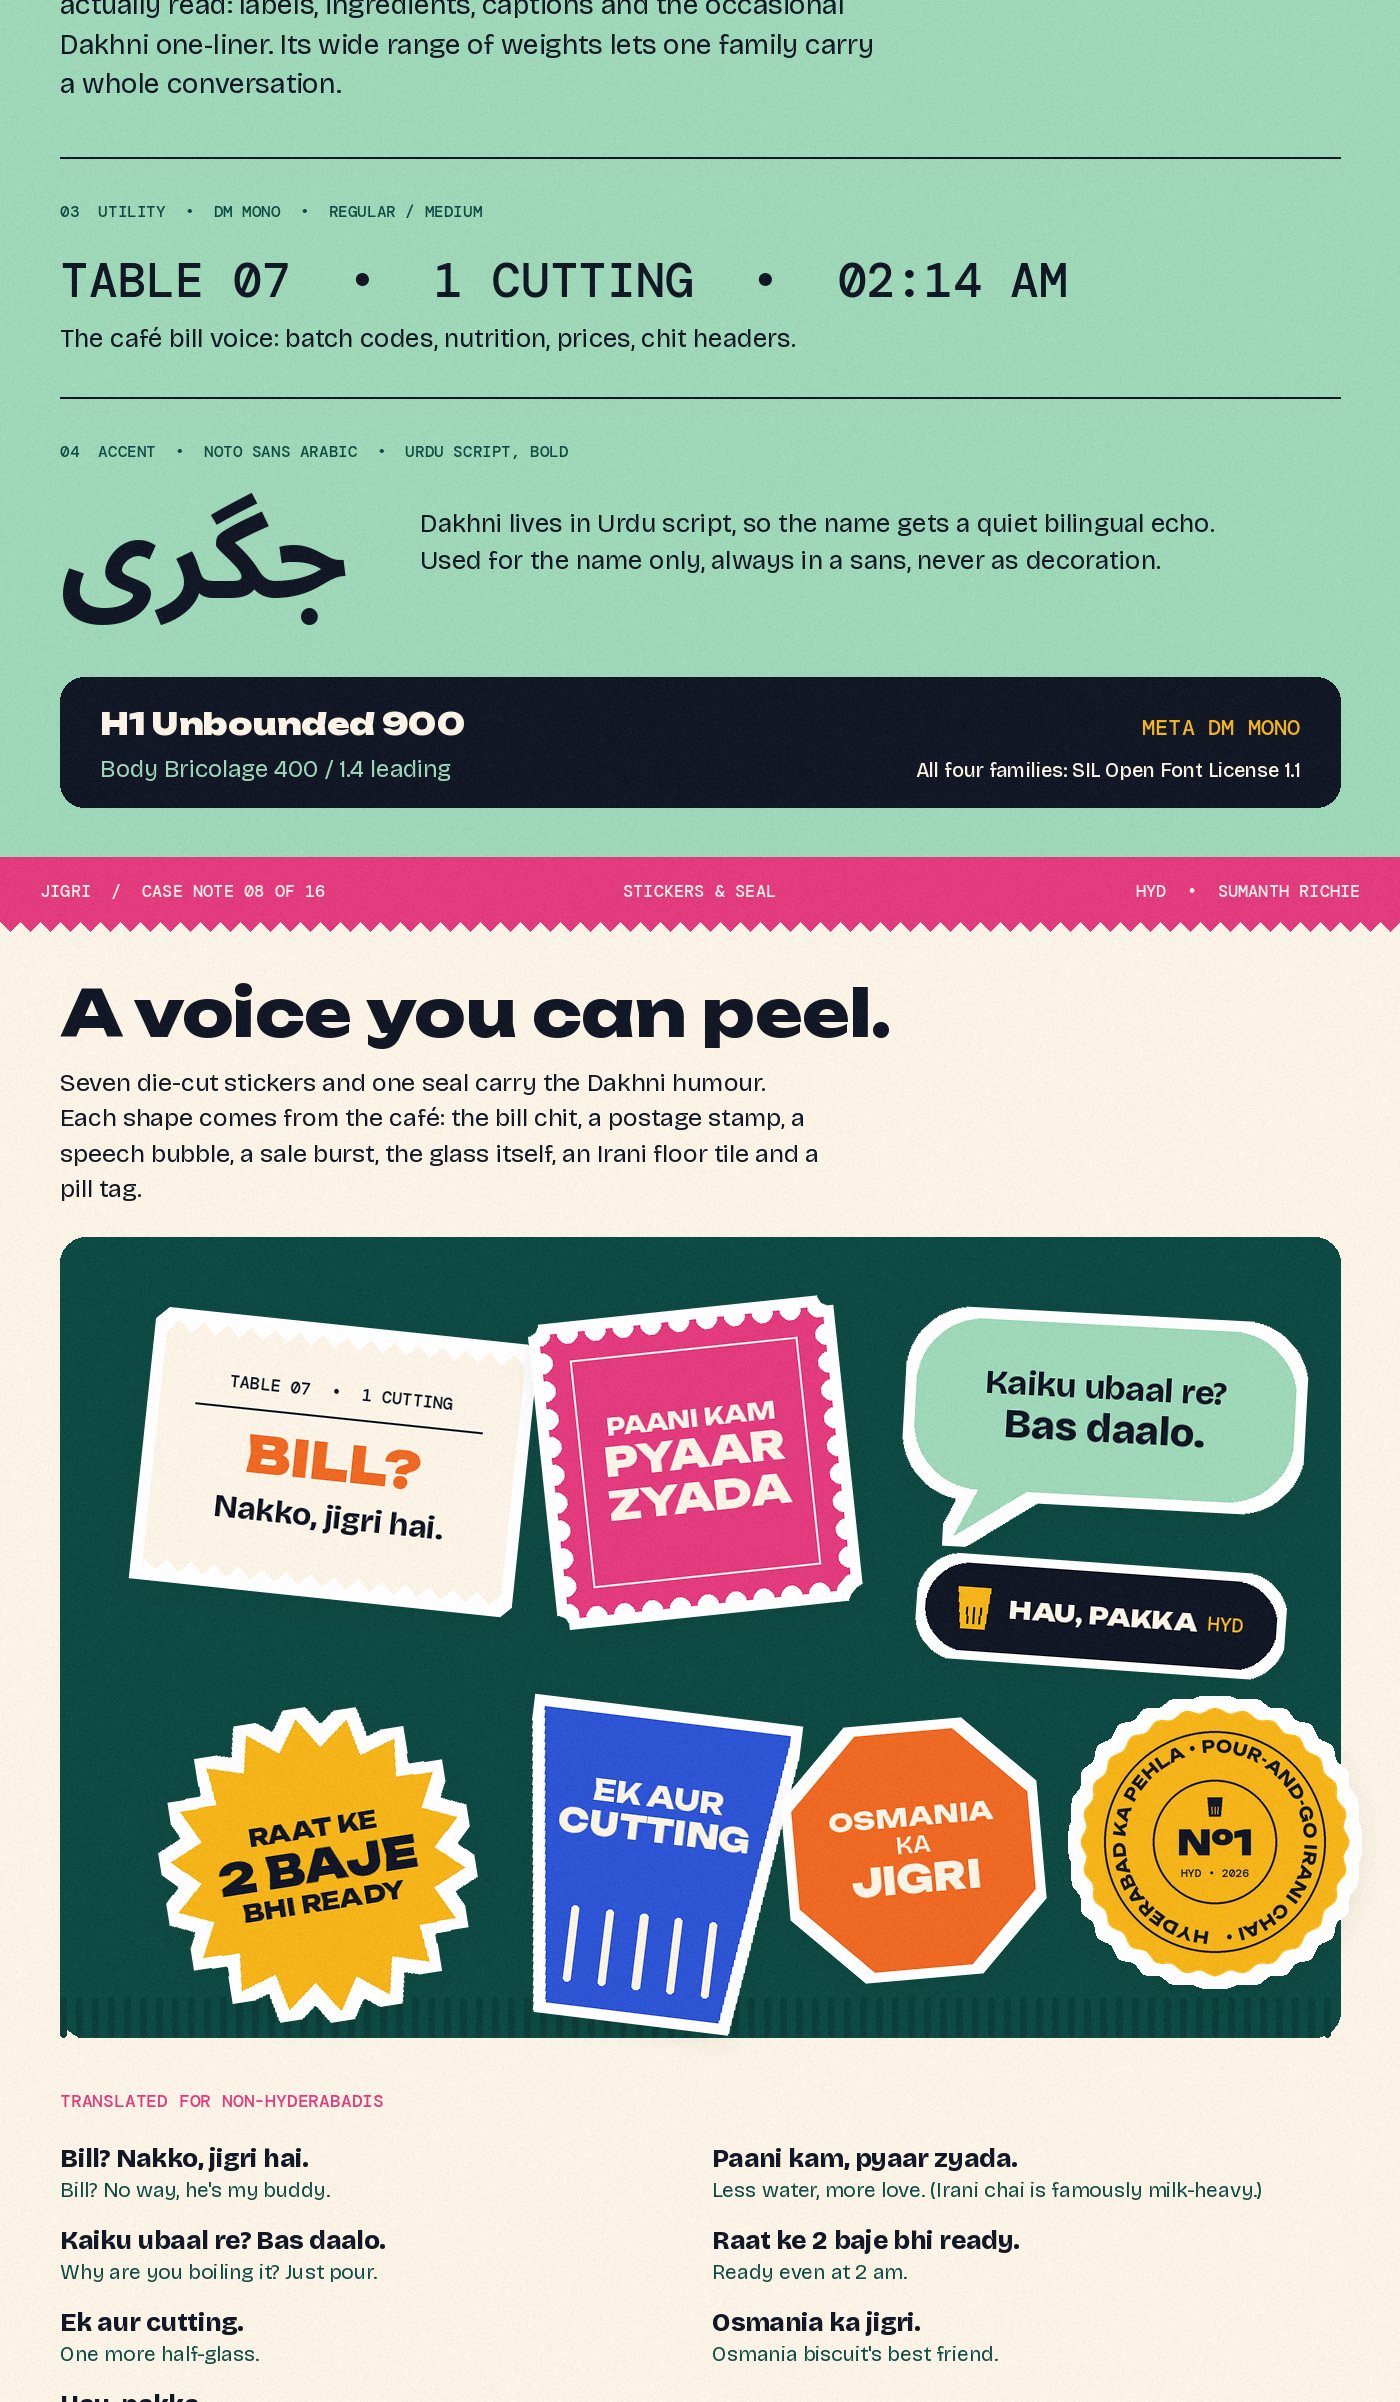 actually read: labels, ingredients, captions and the occasional
Dakhni one-liner. Its wide range of weights lets one family carry
a whole conversation.
03 UTILITY • DM MONO • REGULAR / MEDIUM
TABLE 07 • 1 CUTTING • 02:14 AM
The café bill voice: batch codes, nutrition, prices, chit headers.
04 ACCENT • NOTO SANS ARABIC • URDU SCRIPT, BOLD
جگری
Dakhni lives in Urdu script, so the name gets a quiet bilingual echo.
Used for the name only, always in a sans, never as decoration.
H1 Unbounded 900
Body Bricolage 400 / 1.4 leading
META DM MONO
All four families: SIL Open Font License 1.1
JIGRI / CASE NOTE 08 OF 16
STICKERS & SEAL
HYD • SUMANTH RICHIE
A voice you can peel.
Seven die-cut stickers and one seal carry the Dakhni humour.
Each shape comes from the café: the bill chit, a postage stamp, a
speech bubble, a sale burst, the glass itself, an Irani floor tile and a
pill tag.
TABLE 07 • 1 CUTTING
BILL?
Nakko, jigri hai.
PAANI KAM
PYAAR
ZYADA
Kaiku ubaal re?
Bas daalo.
HAU, PAKKA HYD
RAAT KE
2 BAJE
BHI READY
EK AUR
CUTTING
OSMANIA
KA
JIGRI
HYDERABAD KA PEHLA • POUR-AND-GO IRANI CHAI •
Nº1
HYD • 2026
TRANSLATED FOR NON-HYDERABADIS
Bill? Nakko, jigri hai.
Bill? No way, he's my buddy.
Paani kam, pyaar zyada.
Less water, more love. (Irani chai is famously milk-heavy.)
Kaiku ubaal re? Bas daalo.
Why are you boiling it? Just pour.
Raat ke 2 baje bhi ready.
Ready even at 2 am.
Ek aur cutting.
One more half-glass.
Osmania ka jigri.
Osmania biscuit's best friend.